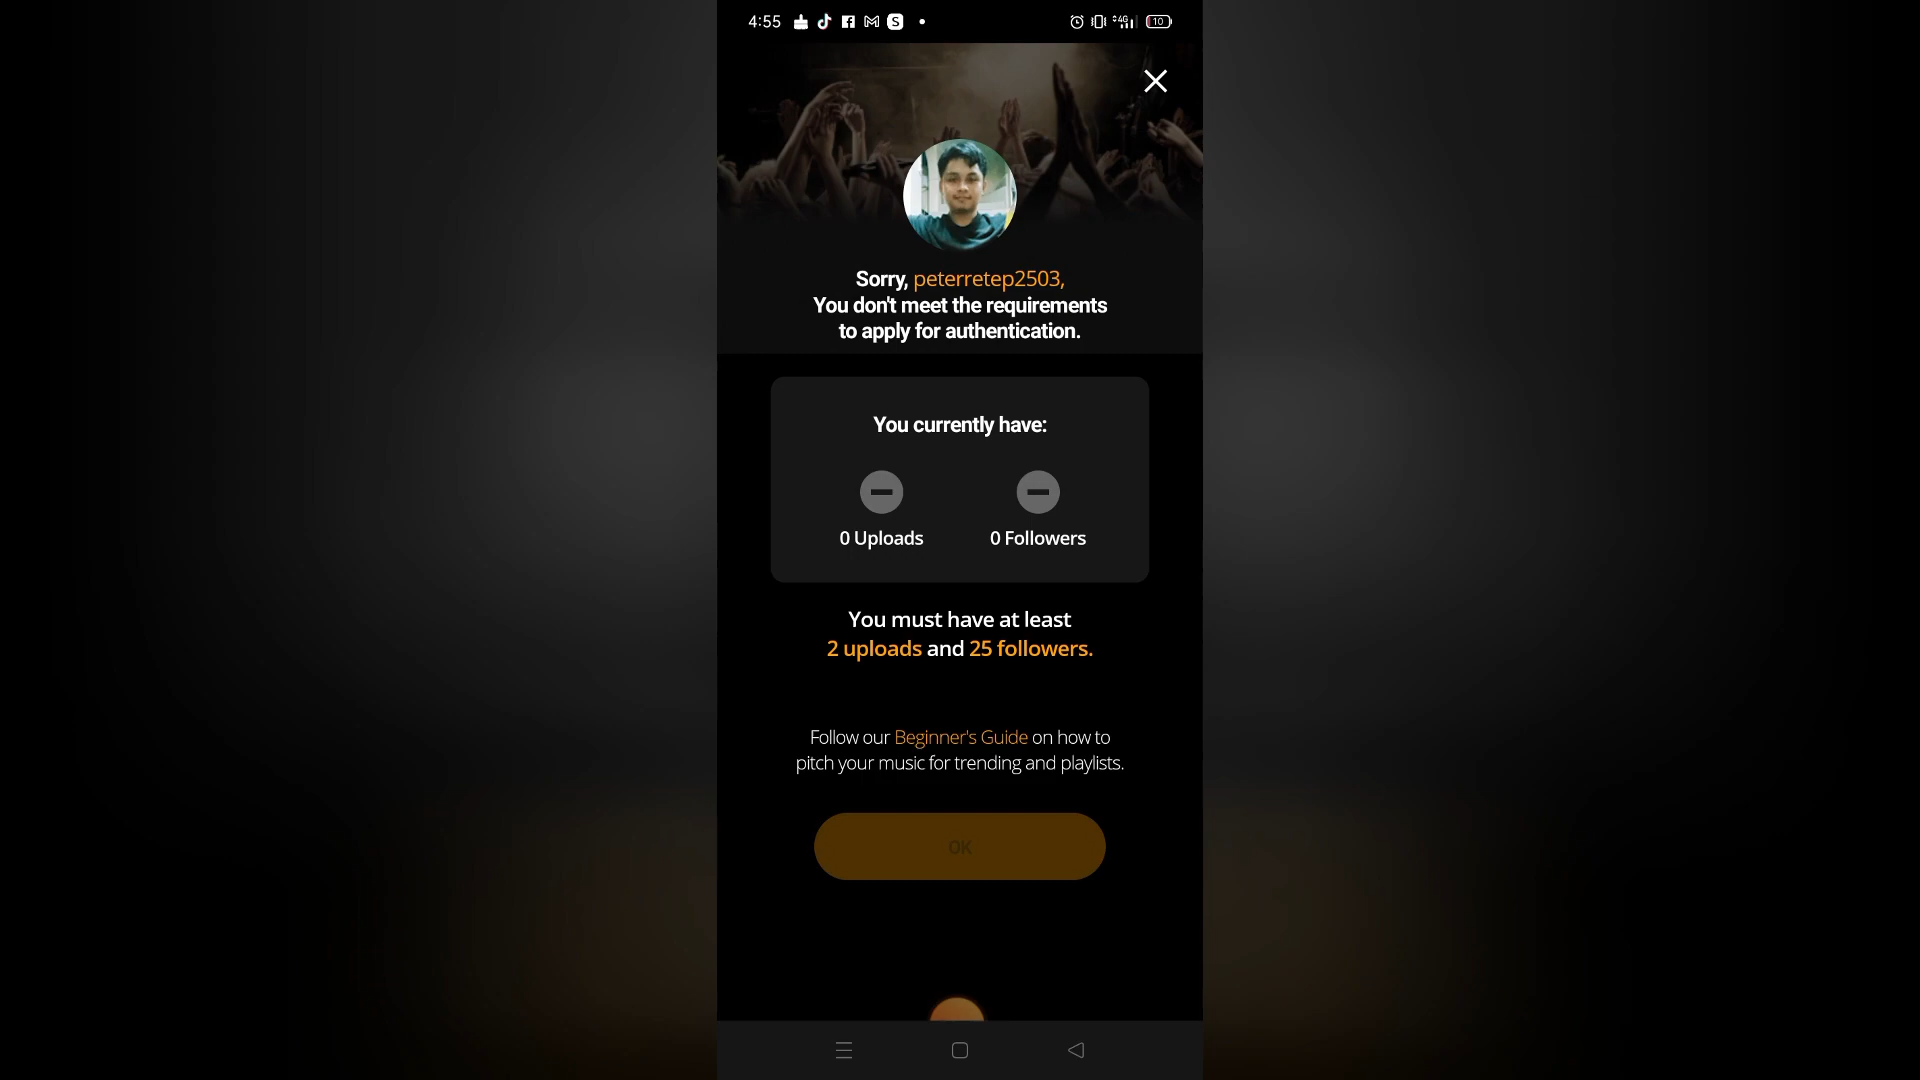 4:55
10
Sorry, peterretep2503,
You don't meet the requirements
to apply for authentication.
You currently have:
0 Uploads
0 Followers
You must have at least
2 uploads and 25 followers.
Follow our Beginner's Guide on how to
pitch your music for trending and playlists.
OK